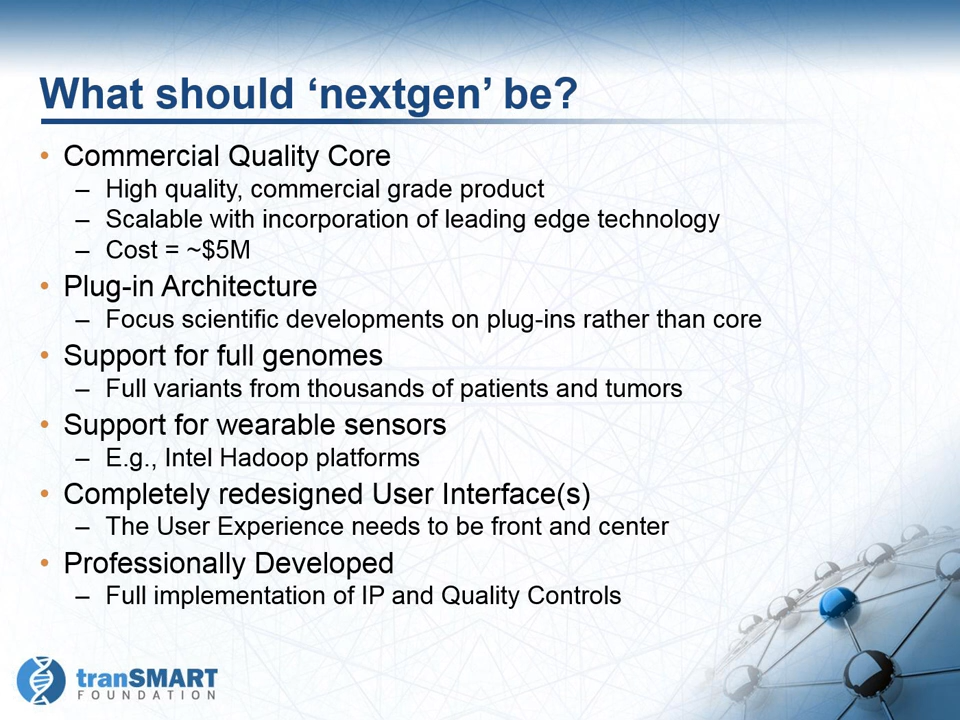 What should ‘nextgen’ be?
• Commercial Quality Core
– High quality, commercial grade product
– Scalable with incorporation of leading edge technology
– Cost = ~$5M
• Plug-in Architecture
– Focus scientific developments on plug-ins rather than core
• Support for full genomes
– Full variants from thousands of patients and tumors
• Support for wearable sensors
– E.g., Intel Hadoop platforms
• Completely redesigned User Interface(s)
– The User Experience needs to be front and center
• Professionally Developed
– Full implementation of IP and Quality Controls
tranSMART
FOUNDATION